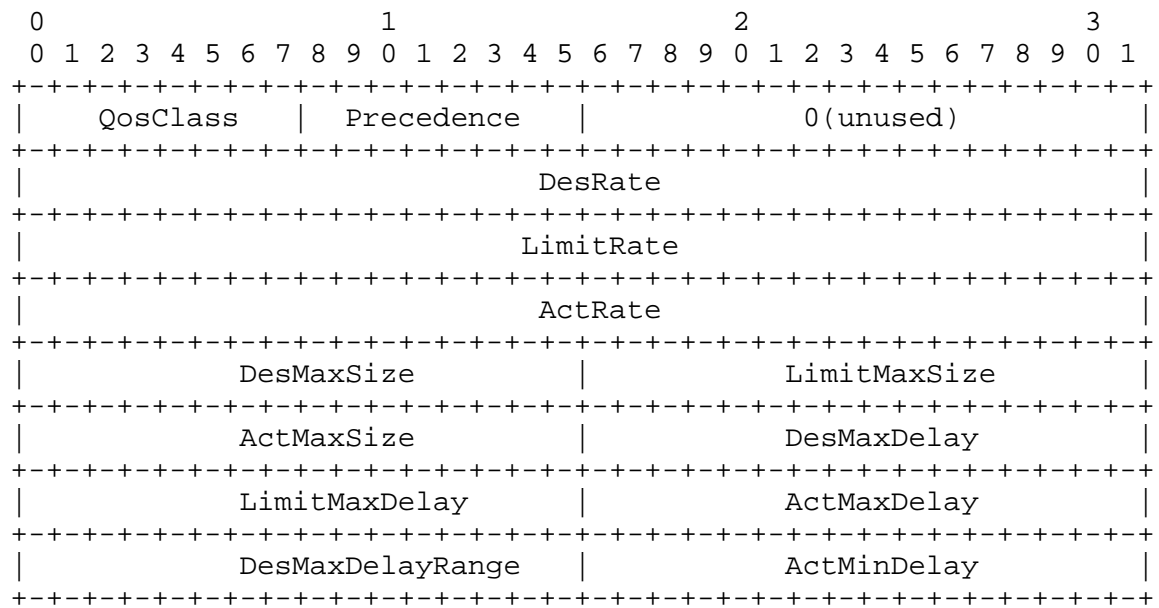 0                   1                   2                   3
 0 1 2 3 4 5 6 7 8 9 0 1 2 3 4 5 6 7 8 9 0 1 2 3 4 5 6 7 8 9 0 1
+-+-+-+-+-+-+-+-+-+-+-+-+-+-+-+-+-+-+-+-+-+-+-+-+-+-+-+-+-+-+-+-+
|    QosClass   |  Precedence   |            0(unused)          |
+-+-+-+-+-+-+-+-+-+-+-+-+-+-+-+-+-+-+-+-+-+-+-+-+-+-+-+-+-+-+-+-+
|                             DesRate                           |
+-+-+-+-+-+-+-+-+-+-+-+-+-+-+-+-+-+-+-+-+-+-+-+-+-+-+-+-+-+-+-+-+
|                            LimitRate                          |
+-+-+-+-+-+-+-+-+-+-+-+-+-+-+-+-+-+-+-+-+-+-+-+-+-+-+-+-+-+-+-+-+
|                             ActRate                           |
+-+-+-+-+-+-+-+-+-+-+-+-+-+-+-+-+-+-+-+-+-+-+-+-+-+-+-+-+-+-+-+-+
|            DesMaxSize         |           LimitMaxSize        |
+-+-+-+-+-+-+-+-+-+-+-+-+-+-+-+-+-+-+-+-+-+-+-+-+-+-+-+-+-+-+-+-+
|            ActMaxSize         |           DesMaxDelay         |
+-+-+-+-+-+-+-+-+-+-+-+-+-+-+-+-+-+-+-+-+-+-+-+-+-+-+-+-+-+-+-+-+
|            LimitMaxDelay      |           ActMaxDelay         |
+-+-+-+-+-+-+-+-+-+-+-+-+-+-+-+-+-+-+-+-+-+-+-+-+-+-+-+-+-+-+-+-+
|            DesMaxDelayRange   |           ActMinDelay         |
+-+-+-+-+-+-+-+-+-+-+-+-+-+-+-+-+-+-+-+-+-+-+-+-+-+-+-+-+-+-+-+-+